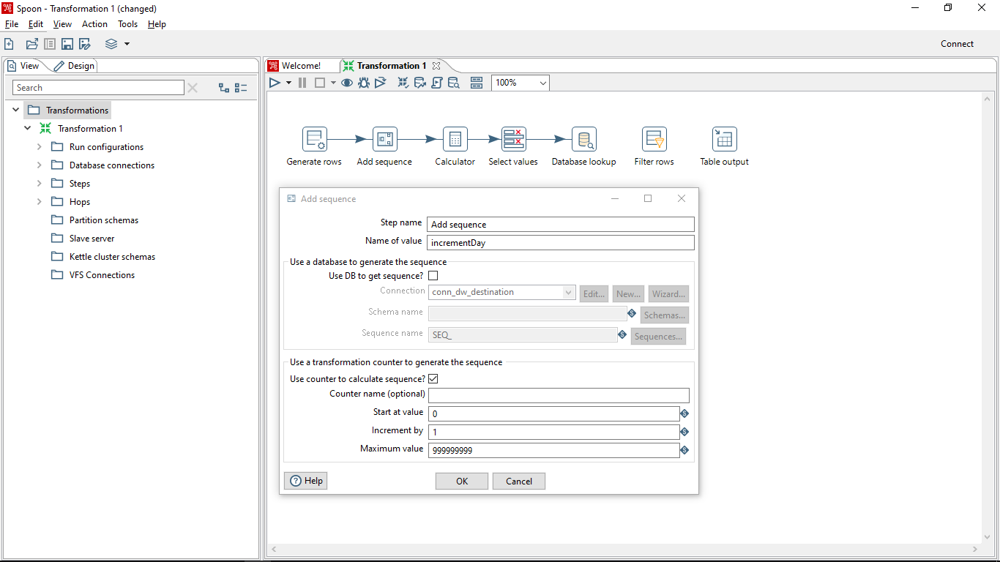 Spoon - Transformation 1 (changed)
File Edit View Action Tools Help
Connect
View Design
Welcome! Transformation 1
Search
100%
Transformations
Transformation 1
Run configurations
Database connections
Steps
Hops
Partition schemas
Slave server
Kettle cluster schemas
VFS Connections
Generate rows Add sequence Calculator Select values Database lookup Filter rows Table output
Add sequence
Step name Add sequence
Name of value incrementDay
Use a database to generate the sequence
Use DB to get sequence?
Connection conn_dw_destination Edit... New... Wizard...
Schema name Schemas...
Sequence name SEQ_ Sequences...
Use a transformation counter to generate the sequence
Use counter to calculate sequence?
Counter name (optional)
Start at value 0
Increment by 1
Maximum value 999999999
Help OK Cancel